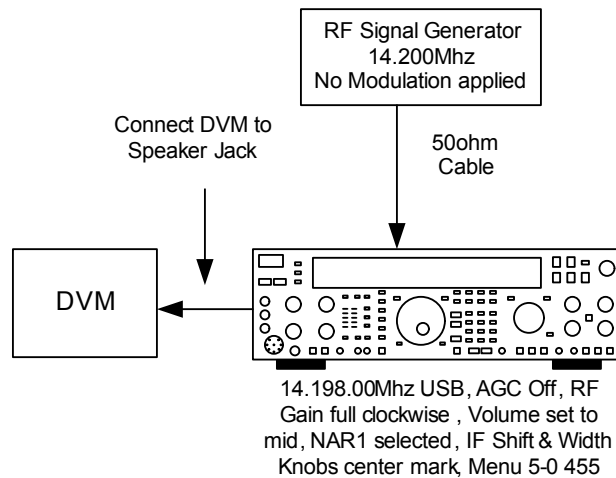 RF Signal Generator
14.200Mhz
No Modulation applied
Connect DVM to
Speaker Jack
50ohm
Cable
DVM
14.198.00Mhz USB, AGC Off, RF
Gain full clockwise , Volume set to
mid, NAR1 selected , IF Shift & Width
Knobs center mark, Menu 5-0 455